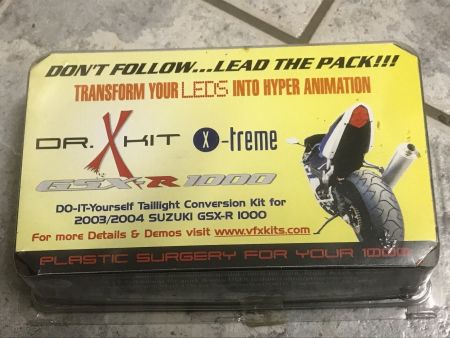 DON'T FOLLOW...LEAD THE PACK!!!
TRANSFORM YOUR LEDS INTO HYPER ANIMATION
DR. X KIT X-treme
GSX-R 1000
DO-IT-Yourself Taillight Conversion Kit for
2003/2004 SUZUKI GSX-R 1000
For more Details & Demos visit www.vfxkits.com
PLASTIC SURGERY FOR YOUR